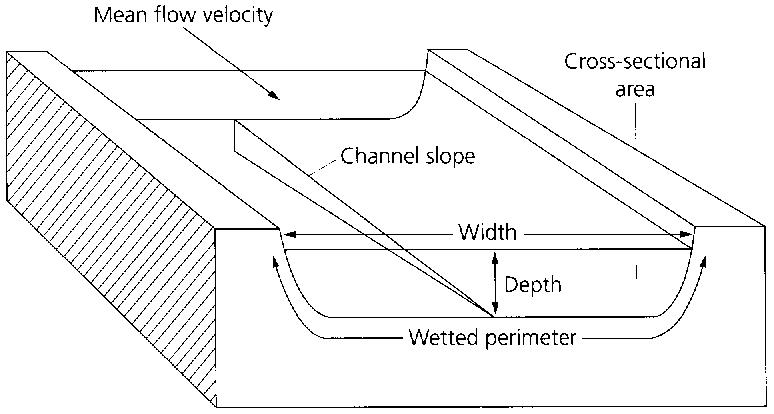 Mean flow velocity
Cross-sectional
area
Channel slope
Width
Depth
Wetted perimeter